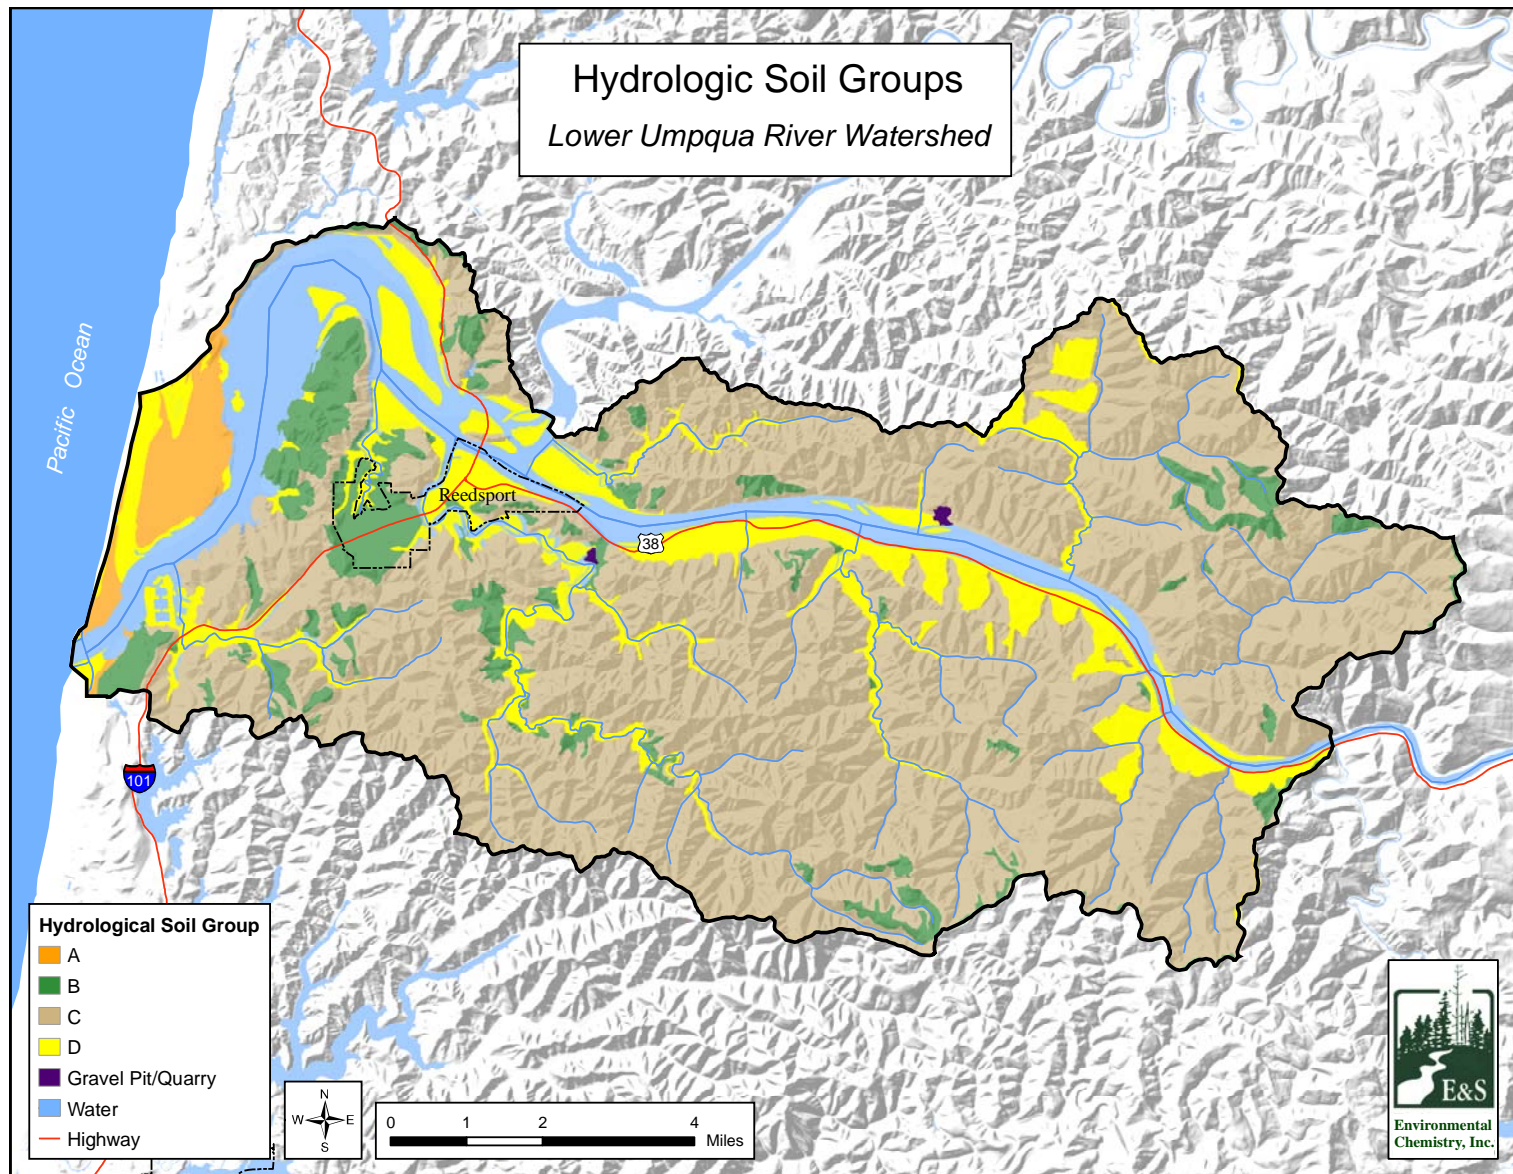 Hydrologic Soil Groups
Lower Umpqua River Watershed
Pacific Ocean
Reedsport
38
101
Hydrological Soil Group
A
B
C
D
Gravel Pit/Quarry
Water
Highway
N
W E
S
0 1 2 4
Miles
E&S
Environmental
Chemistry, Inc.